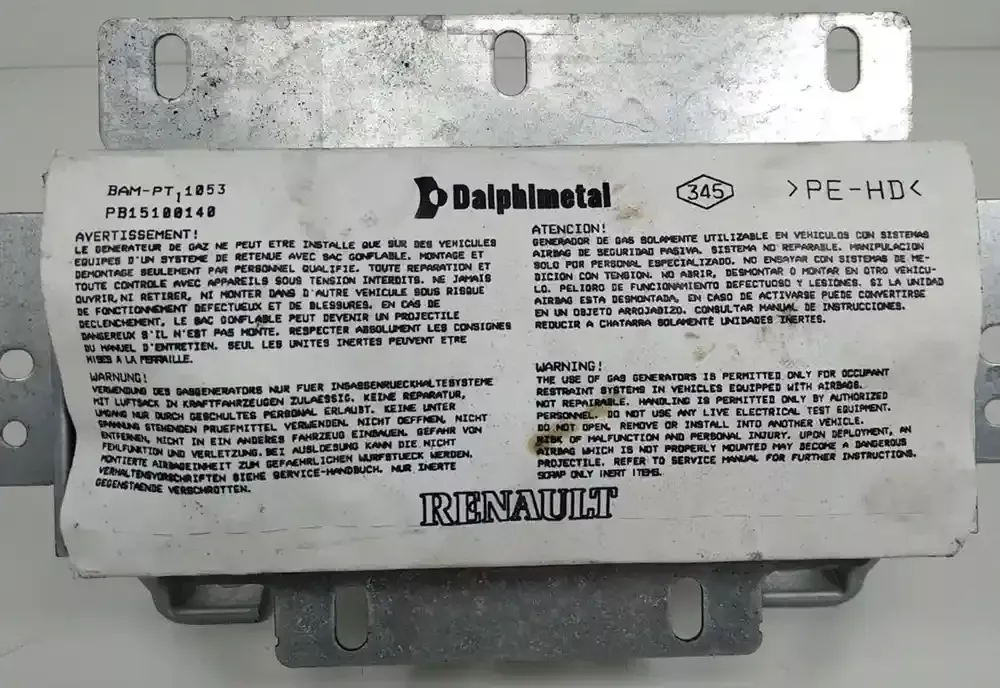 BAM-PT₁1053
PB15100140
Dalphimetal
345
>PE-HD<
AVERTISSEMENT!
LE GENERATEUR DE GAZ NE PEUT ETRE INSTALLE QUE SUR DES VEHICULES
EQUIPES D'UN SYSTEME DE RETENUE AVEC SAC GONFLABLE. MONTAGE ET
DEMONTAGE SEULEMENT PAR PERSONNEL QUALIFIE. TOUTE REPARATION ET
TOUTE CONTROLE AVEC APPAREILS SOUS TENSION INTERDITS. NE JAMAIS
OUVRIR, NI RETIRER, NI MONTER DANS D'AUTRE VEHICULE SOUS RISQUE
DE FONCTIONNEMENT DEFECTUEUX ET DE BLESSURES. EN CAS DE
DECLENCHEMENT, LE SAC GONFLABLE PEUT DEVENIR UN PROJECTILE
DANGEREUX S'IL N'EST PAS MONTE. RESPECTER ABSOLUMENT LES CONSIGNES
DU MANUEL D'ENTRETIEN. SEUL LES UNITES INERTES PEUVENT ETRE
MISES A LA FERRAILLE.
ATENCION!
GENERADOR DE GAS SOLAMENTE UTILIZABLE EN VEHICULOS CON SISTEMAS
AIRBAG DE SEGURIDAD PASIVA. SISTEMA NO REPARABLE. MANIPULACION
SOLO POR PERSONAL ESPECIALIZADO. NO ENSAYAR CON SISTEMAS DE ME-
DICION CON TENSION. NO ABRIR, DESMONTAR O MONTAR EN OTRO VEHICU-
LO. PELIGRO DE FUNCIONAMIENTO DEFECTUOSO Y LESIONES. SI LA UNIDAD
AIRBAG ESTA DESMONTADA, EN CASO DE ACTIVARSE PUEDE CONVERTIRSE
EN UN OBJETO ARROJADIZO. CONSULTAR MANUAL DE INSTRUCCIONES.
REDUCIR A CHATARRA SOLAMENTE UNIDADES INERTES.
WARNUNG!
VERWENDUNG DES GASGENERATORS NUR FUER INSASSENRUECKHALTESYSTEME
MIT LUFTSACK IN KRAFTFAHRZEUGEN ZULAESSIG. KEINE REPARATUR,
UMGANG NUR DURCH GESCHULTES PERSONAL ERLAUBT. KEINE UNTER
SPANNUNG STEHENDEN PRUEFMITTEL VERWENDEN. NICHT OEFFNEN, NICHT
ENTFERNEN, NICHT IN EIN ANDERES FAHRZEUG EINBAUEN. GEFAHR VON
FEHLFUNKTION UND VERLETZUNG. BEI AUSLOESUNG KANN DIE NICHT
MONTIERTE AIRBAGEINHEIT ZUM GEFAEHRLICHEN WURFSTUECK WERDEN.
VERHALTENSVORSCHRIFTEN SIEHE SERVICE-HANDBUCH. NUR INERTE
GEGENSTAENDE VERSCHROTTEN.
WARNING!
THE USE OF GAS GENERATORS IS PERMITTED ONLY FOR OCCUPANT
RESTRAINT SYSTEMS IN VEHICLES EQUIPPED WITH AIRBAGS.
NOT REPAIRABLE. HANDLING IS PERMITTED ONLY BY AUTHORIZED
PERSONNEL. DO NOT USE ANY LIVE ELECTRICAL TEST EQUIPMENT.
DO NOT OPEN, REMOVE OR INSTALL INTO ANOTHER VEHICLE.
RISK OF MALFUNCTION AND PERSONAL INJURY. UPON DEPLOYMENT, AN
AIRBAG WHICH IS NOT PROPERLY MOUNTED MAY BECOME A DANGEROUS
PROJECTILE. REFER TO SERVICE MANUAL FOR FURTHER INSTRUCTIONS.
SCRAP ONLY INERT ITEMS.
RENAULT